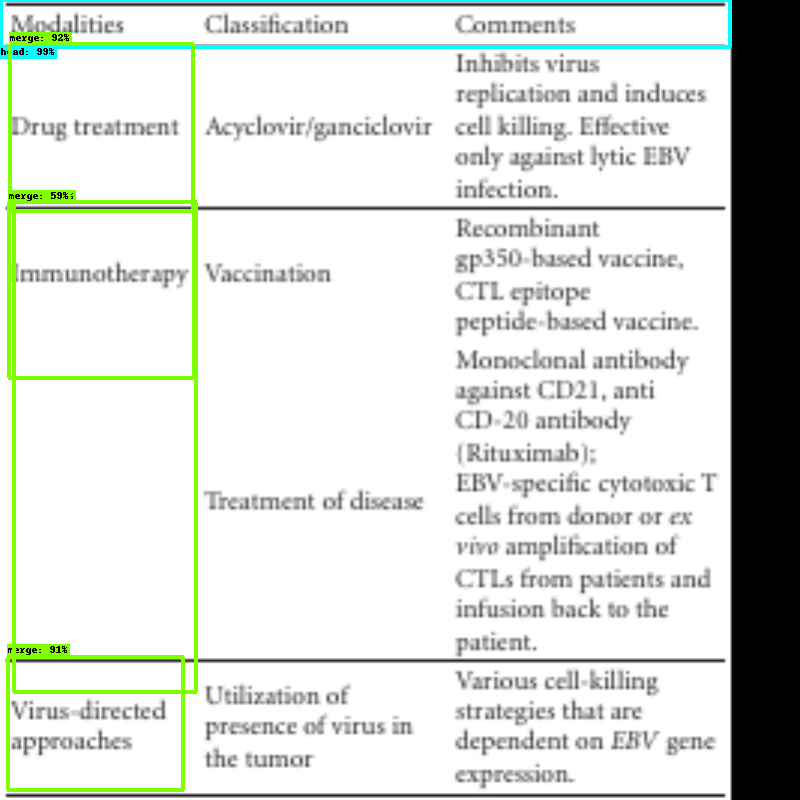 Modalities Classification Comments
merge: 92%
head: 99%
Inhibits virus
replication and induces
Drug treatment Acyclovir/ganciclovir cell killing. Effective
only against lytic EBV
infection.
merge: 59%
Recombinant
gp350-based vaccine,
Immunotherapy Vaccination
CTL epitope
peptide-based vaccine.
Monoclonal antibody
against CD21, anti
CD-20 antibody
(Rituximab);
EBV-specific cytotoxic T
Treatment of disease
cells from donor or ex
vivo amplification of
CTLs from patients and
infusion back to the
patient.
merge: 91%
Various cell-killing
Utilization of
Virus-directed strategies that are
presence of virus in
approaches dependent on EBV gene
the tumor
expression.